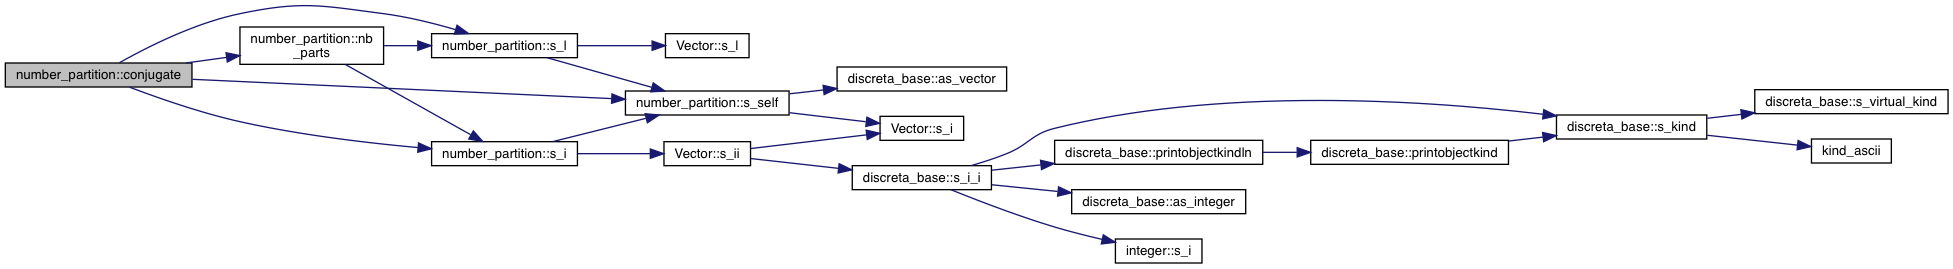 number_partition::conjugate
number_partition::nb
_parts
number_partition::s_l
number_partition::s_i
Vector::s_l
number_partition::s_self
Vector::s_ii
discreta_base::as_vector
Vector::s_i
discreta_base::s_i_i
discreta_base::printobjectkindln
discreta_base::as_integer
integer::s_i
discreta_base::printobjectkind
discreta_base::s_kind
discreta_base::s_virtual_kind
kind_ascii